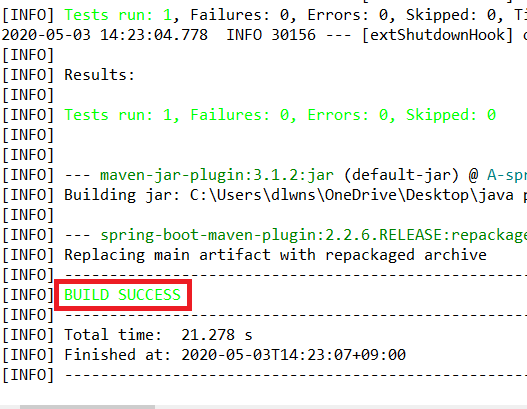 [INFO] Tests run: 1, Failures: 0, Errors: 0, Skipped: 0, Ti
2020-05-03 14:23:04.778  INFO 30156 --- [extShutdownHook]
[INFO]
[INFO] Results:
[INFO]
[INFO] Tests run: 1, Failures: 0, Errors: 0, Skipped: 0
[INFO]
[INFO]
[INFO] --- maven-jar-plugin:3.1.2:jar (default-jar) @ A-spr
[INFO] Building jar: C:\Users\dlwns\OneDrive\Desktop\java p
[INFO]
[INFO] --- spring-boot-maven-plugin:2.2.6.RELEASE:repackage
[INFO] Replacing main artifact with repackaged archive
[INFO] ------------------------------------------------
[INFO] BUILD SUCCESS
[INFO] ------------------------------------------------
[INFO] Total time:  21.278 s
[INFO] Finished at: 2020-05-03T14:23:07+09:00
[INFO] ------------------------------------------------